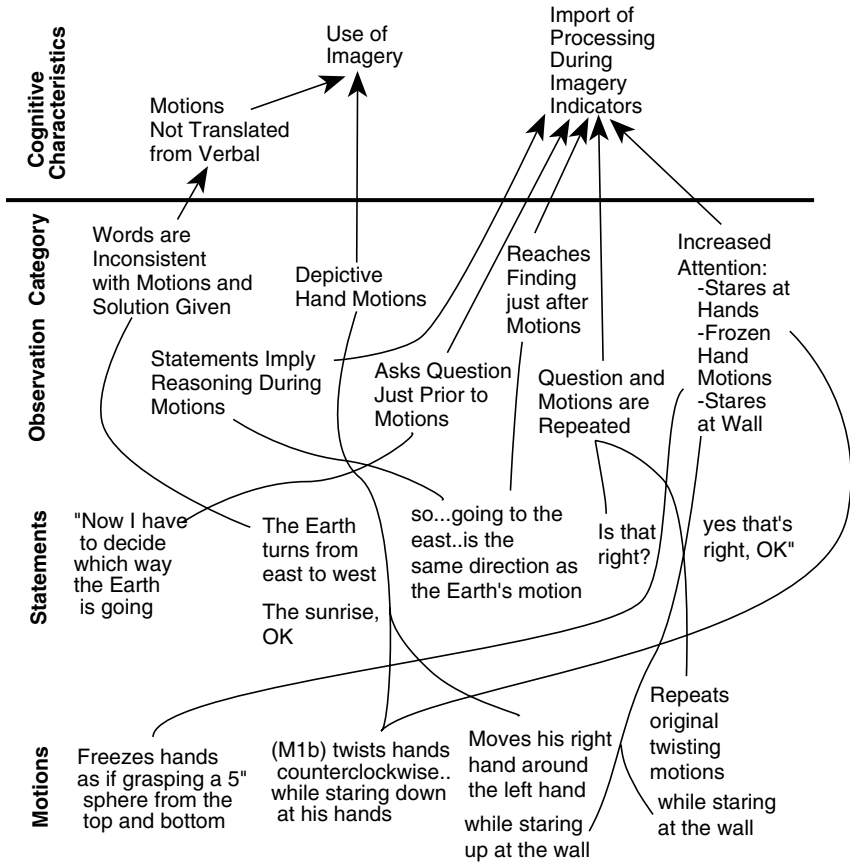 Cognitive
Characteristics
Use of
Imagery
Import of
Processing
During
Imagery
Indicators
Motions
Not Translated
from Verbal
Observation Category
Words are
Inconsistent
with Motions and
Solution Given
Depictive
Hand Motions
Reaches
Finding
just after
Motions
Increased
Attention:
-Stares at
Hands
-Frozen
Hand
Motions
-Stares
at Wall
Statements Imply
Reasoning During
Motions
Asks Question
Just Prior to
Motions
Question and
Motions are
Repeated
Statements
"Now I have
to decide
which way
the Earth
is going
The Earth
turns from
east to west
The sunrise,
OK
so...going to the
east..is the
same direction as
the Earth's motion
Is that
right?
yes that's
right, OK"
Motions
Freezes hands
as if grasping a 5"
sphere from the
top and bottom
(M1b) twists hands
counterclockwise..
while staring down
at his hands
Moves his right
hand around
the left hand
while staring
up at the wall
Repeats
original
twisting
motions
while staring
at the wall